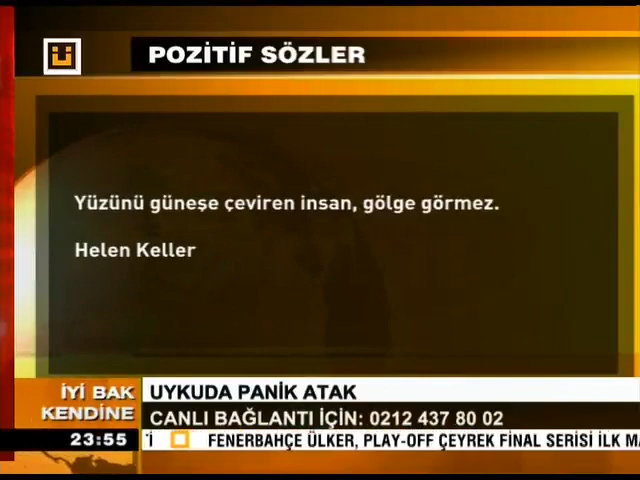 POZİTİF SÖZLER
Yüzünü güneşe çeviren insan, gölge görmez.
Helen Keller
İYİ BAK
KENDİNE
UYKUDA PANİK ATAK
CANLI BAĞLANTI İÇİN: 0212 437 80 02
23:55
FENERBAHÇE ÜLKER, PLAY-OFF ÇEYREK FİNAL SERİSİ İLK